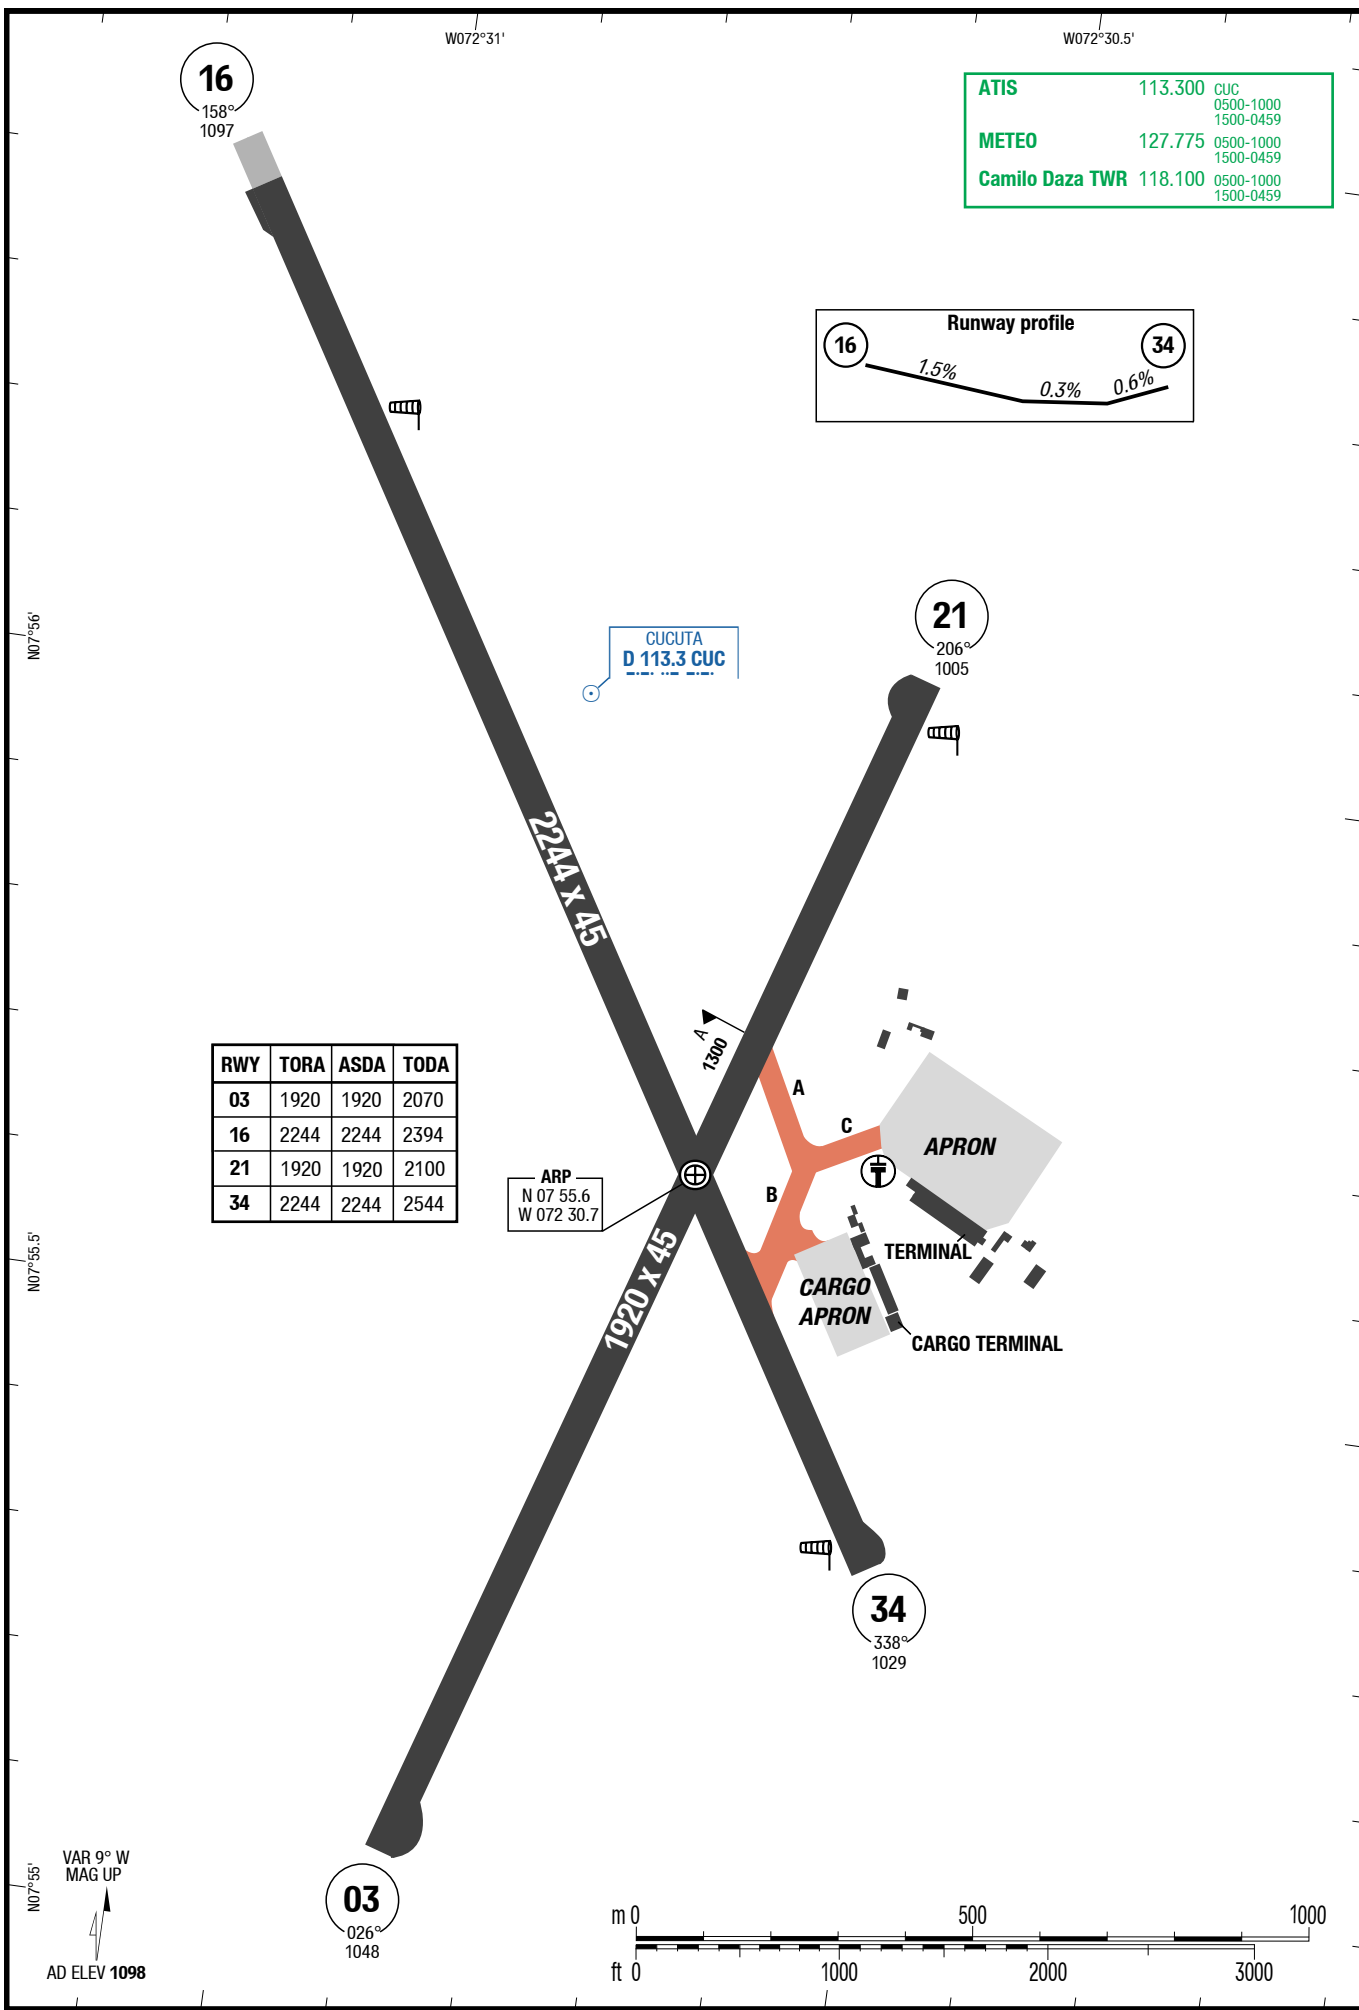 W072°31'
W072°30.5'
16
158°
1097
ATIS 113.300 CUC
0500-1000
1500-0459
METEO 127.775 0500-1000
1500-0459
Camilo Daza TWR 118.100 0500-1000
1500-0459
Runway profile
16
34
1.5%
0.3%
0.6%
N07°56'
21
206°
1005
CUCUTA
D 113.3 CUC
2244 x 45
A
1300
RWY TORA ASDA TODA
03 1920 1920 2070
16 2244 2244 2394
21 1920 1920 2100
34 2244 2244 2544
A
C
B
APRON
ARP
N 07 55.6
W 072 30.7
N07°55.5'
1920 x 45
TERMINAL
CARGO
APRON
CARGO TERMINAL
34
338°
1029
N07°55'
VAR 9° W
MAG UP
AD ELEV 1098
03
026°
1048
m 0 500 1000
ft 0 1000 2000 3000